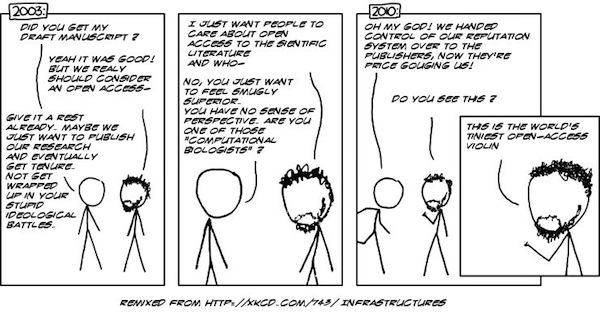 2003:
DID YOU GET MY
DRAFT MANUSCRIPT?
YEAH IT WAS GOOD!
BUT WE REALY
SHOULD CONSIDER
AN OPEN ACCESS-
GIVE IT A REST
ALREADY. MAYBE WE
JUST WANT TO PUBLISH
OUR RESEARCH
AND EVENTUALLY
GET TENURE.
NOT GET
WRAPPED
UP IN YOUR
STUPID
IDEOLOGICAL
BATTLES.
I JUST WANT PEOPLE TO
CARE ABOUT OPEN
ACCESS TO THE SENTIFIC
LITERATURE
AND WHO-
NO, YOU JUST WANT
TO FEEL SMUGLY
SUPERIOR.
YOU HAVE NO SENSE OF
PERSPECTIVE. ARE YOU
ONE OF THOSE
"COMPUTATIONAL
BIOLOGISTS"?
2010:
OH MY GOD! WE HANDED
CONTROL OF OUR REPUTATION
SYSTEM OVER TO THE
PUBLISHERS, NOW THEY'RE
PRICE GOUGING US!
DO YOU SEE THIS?
THIS IS THE WORLD'S
TINIEST OPEN-ACCESS
VIOLIN
REMIXED FROM HTTP://XKCD.COM/743/ INFRASTRUCTURES